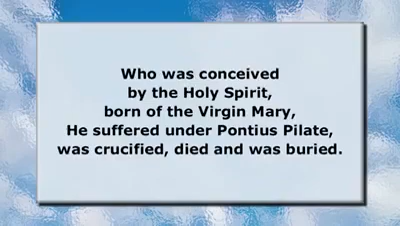 Who was conceived
by the Holy Spirit,
born of the Virgin Mary,
He suffered under Pontius Pilate,
was crucified, died and was buried.